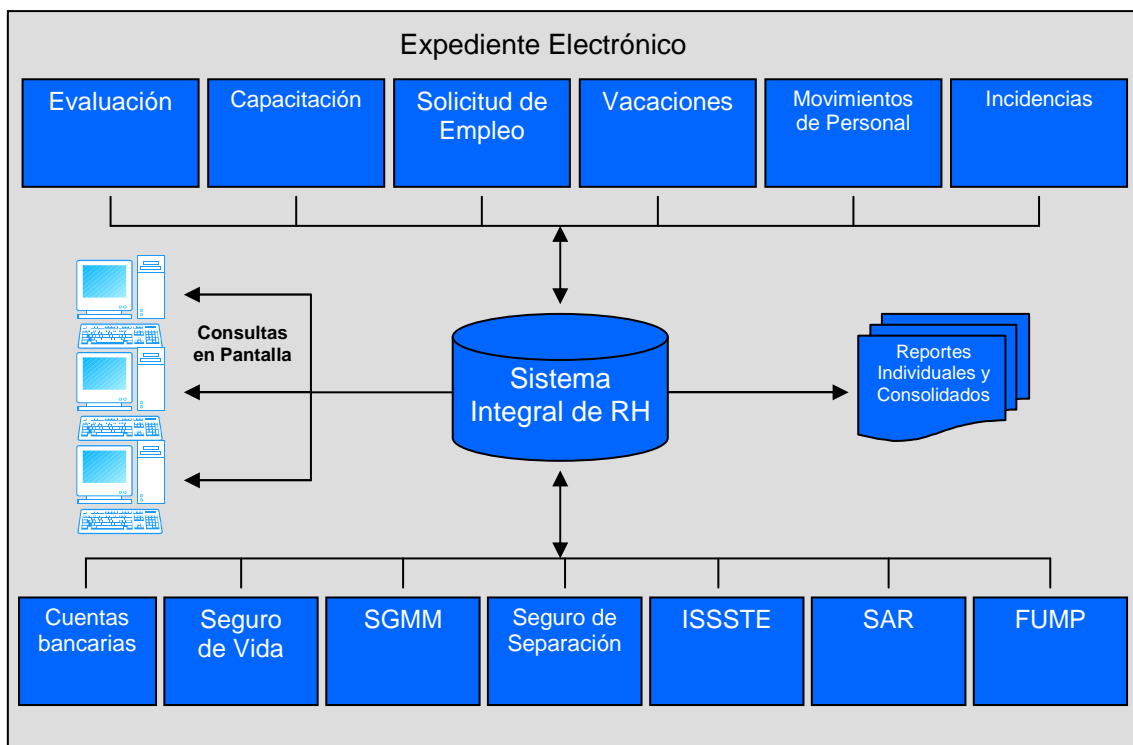 Expediente Electrónico
Evaluación
Capacitación
Solicitud de
Empleo
Vacaciones
Movimientos
de Personal
Incidencias
Consultas
en Pantalla
Sistema
Integral de RH
Reportes
Individuales y
Consolidados
Cuentas
bancarias
Seguro
de Vida
SGMM
Seguro de
Separación
ISSSTE
SAR
FUMP